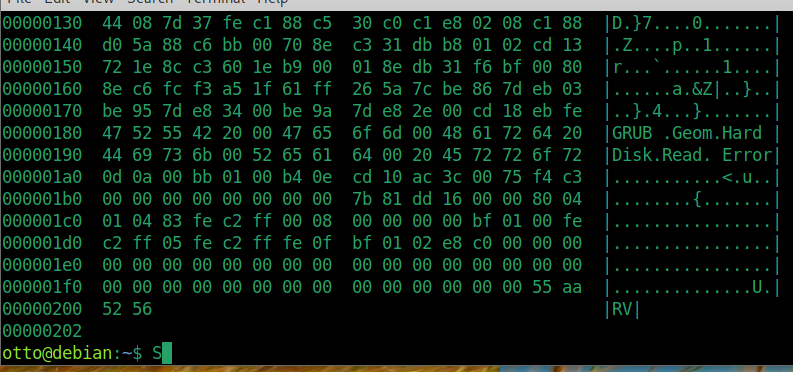 File Edit View Search Terminal Help
00000130  44 08 7d 37 fe c1 88 c5  30 c0 c1 e8 02 08 c1 88  |D.}7....0.......|
00000140  d0 5a 88 c6 bb 00 70 8e  c3 31 db b8 01 02 cd 13  |.Z....p..1......|
00000150  72 1e 8c c3 60 1e b9 00  01 8e db 31 f6 bf 00 80  |r...`......1....|
00000160  8e c6 fc f3 a5 1f 61 ff  26 5a 7c be 86 7d eb 03  |......a.&Z|..}..|
00000170  be 95 7d e8 34 00 be 9a  7d e8 2e 00 cd 18 eb fe  |..}.4...}.......|
00000180  47 52 55 42 20 00 47 65  6f 6d 00 48 61 72 64 20  |GRUB .Geom.Hard |
00000190  44 69 73 6b 00 52 65 61  64 00 20 45 72 72 6f 72  |Disk.Read. Error|
000001a0  0d 0a 00 bb 01 00 b4 0e  cd 10 ac 3c 00 75 f4 c3  |...........<.u..|
000001b0  00 00 00 00 00 00 00 00  7b 81 dd 16 00 00 80 04  |........{.......|
000001c0  01 04 83 fe c2 ff 00 08  00 00 00 00 bf 01 00 fe  |................|
000001d0  c2 ff 05 fe c2 ff fe 0f  bf 01 02 e8 c0 00 00 00  |................|
000001e0  00 00 00 00 00 00 00 00  00 00 00 00 00 00 00 00  |................|
000001f0  00 00 00 00 00 00 00 00  00 00 00 00 00 00 55 aa  |..............U.|
00000200  52 56  |RV|
00000202
otto@debian:~$ S